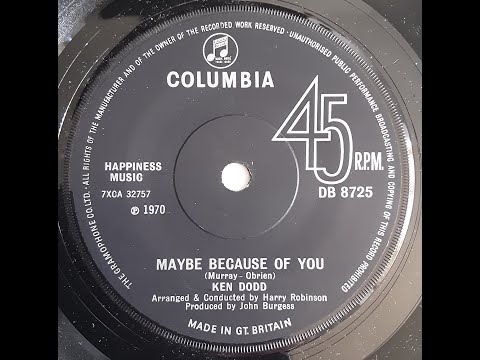 ALL RIGHTS OF THE MANUFACTURER AND OF THE OWNER OF THE RECORDED WORK RESERVED · UNAUTHORISED PUBLIC PERFORMANCE BROADCASTING AND COPYING OF THIS RECORD PROHIBITED
THE GRAMOPHONE CO. LTD.
COLUMBIA
45
R.P.M.
HAPPINESS
MUSIC
7XCA 32757
DB 8725
℗ 1970
MAYBE BECAUSE OF YOU
(Murray - Obrien)
KEN DODD
Arranged & Conducted by Harry Robinson
Produced by John Burgess
MADE IN GT. BRITAIN